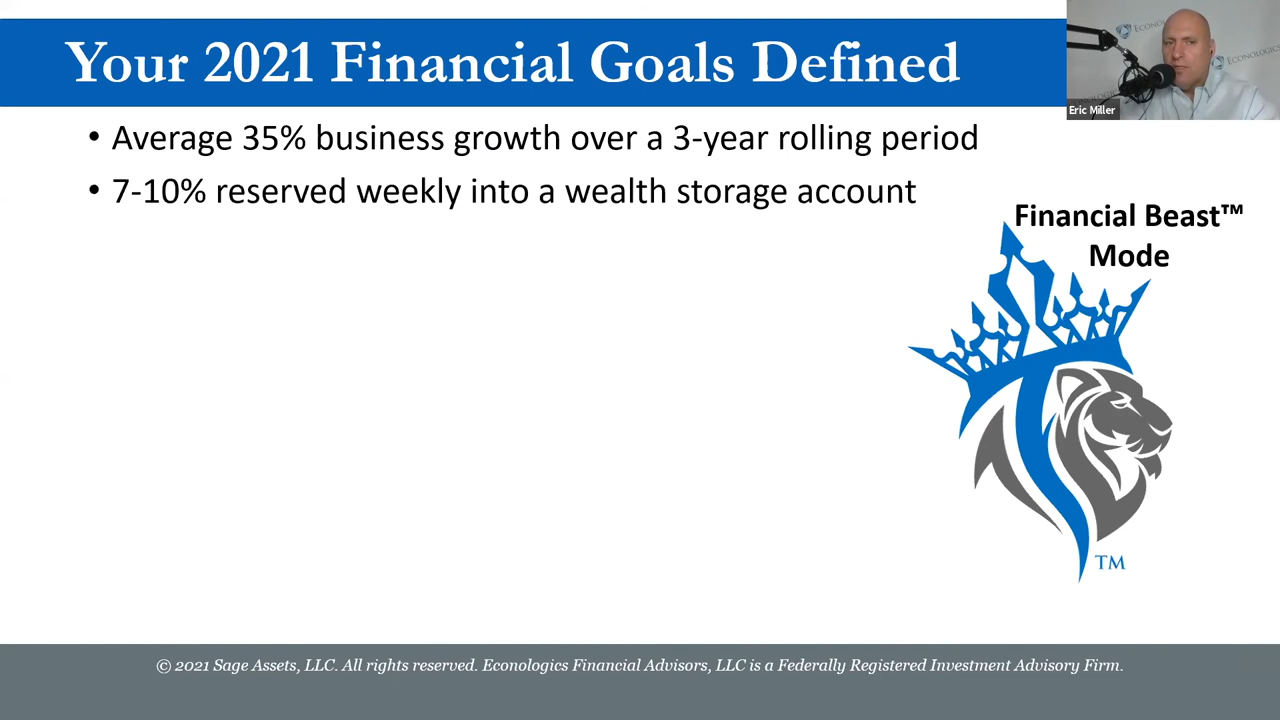 Your 2021 Financial Goals Defined
• Average 35% business growth over a 3-year rolling period
• 7-10% reserved weekly into a wealth storage account
Financial Beast™
Mode
TM
Eric Miller
© 2021 Sage Assets, LLC. All rights reserved. Econologics Financial Advisors, LLC is a Federally Registered Investment Advisory Firm.